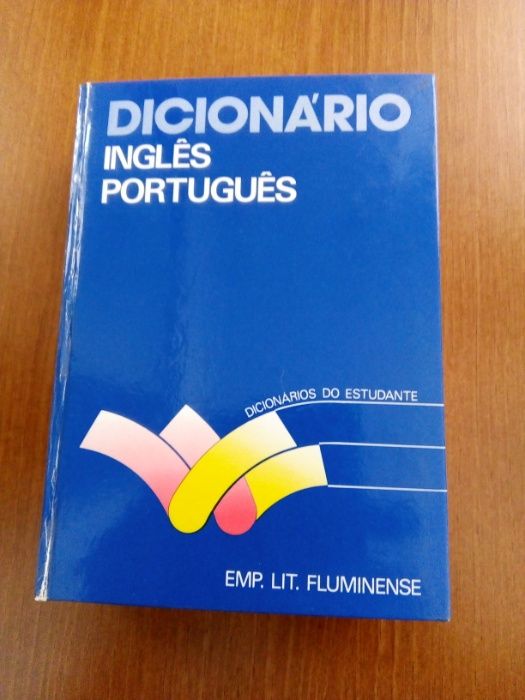 DICIONÁRIO
INGLÊS
PORTUGUÊS
DICIONÁRIOS DO ESTUDANTE
EMP. LIT. FLUMINENSE